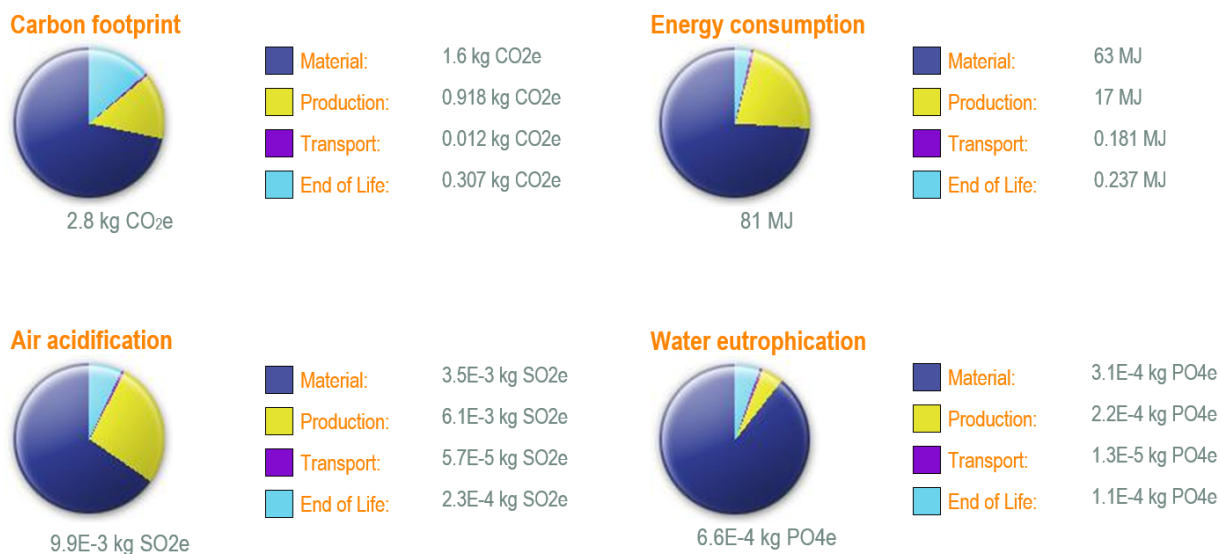 Carbon footprint
Material: 1.6 kg CO2e
Production: 0.918 kg CO2e
Transport: 0.012 kg CO2e
End of Life: 0.307 kg CO2e
2.8 kg CO₂e
Energy consumption
Material: 63 MJ
Production: 17 MJ
Transport: 0.181 MJ
End of Life: 0.237 MJ
81 MJ
Air acidification
Material: 3.5E-3 kg SO2e
Production: 6.1E-3 kg SO2e
Transport: 5.7E-5 kg SO2e
End of Life: 2.3E-4 kg SO2e
9.9E-3 kg SO2e
Water eutrophication
Material: 3.1E-4 kg PO4e
Production: 2.2E-4 kg PO4e
Transport: 1.3E-5 kg PO4e
End of Life: 1.1E-4 kg PO4e
6.6E-4 kg PO4e